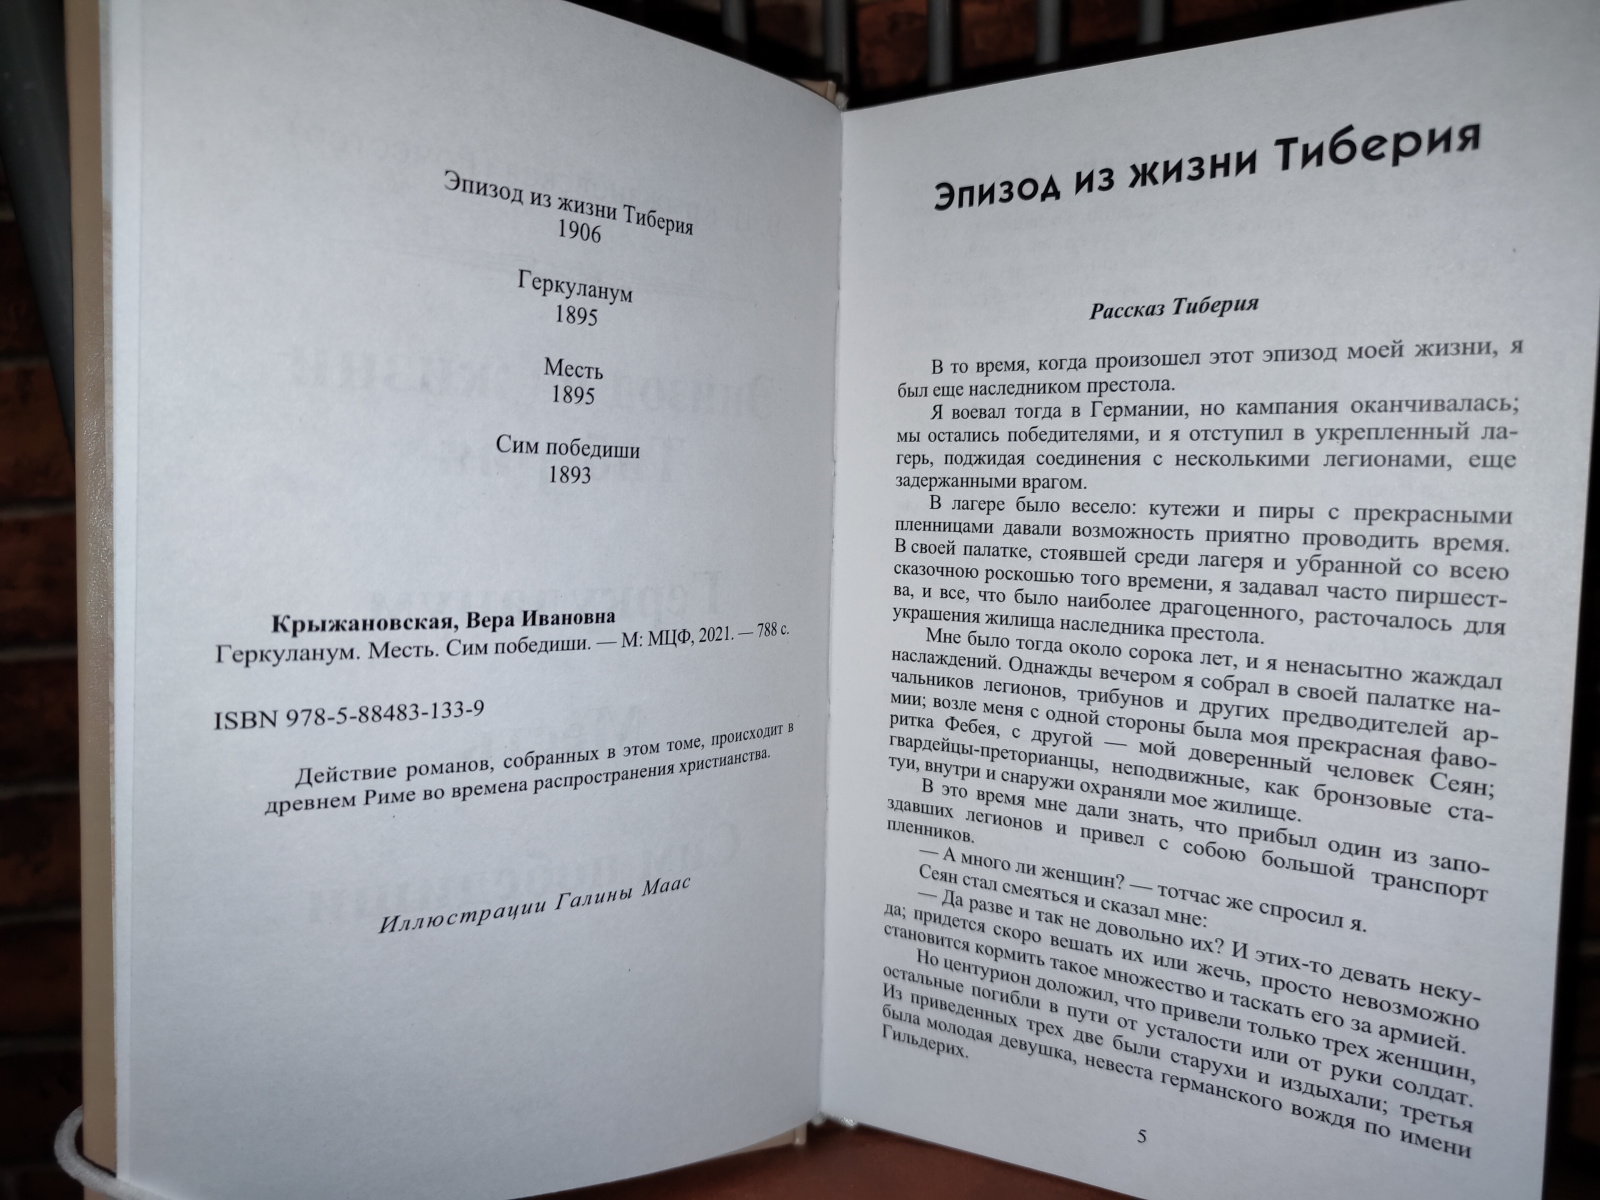 Эпизод из жизни Тиберия
1906
Геркуланум
1895
Месть
1895
Сим победиши
1893
Крыжановская, Вера Ивановна
Геркуланум. Месть. Сим победиши. — М: МЦФ, 2021. — 788 с.
ISBN 978-5-88483-133-9
Действие романов, собранных в этом томе, происходит в
древнем Риме во времена распространения христианства.
Иллюстрации Галины Маас
Эпизод из жизни Тиберия
Рассказ Тиберия
В то время, когда произошел этот эпизод моей жизни, я
был еще наследником престола.
Я воевал тогда в Германии, но кампания оканчивалась;
мы остались победителями, и я отступил в укрепленный ла-
герь, поджидая соединения с несколькими легионами, еще
задержанными врагом.
В лагере было весело: кутежи и пиры с прекрасными
пленницами давали возможность приятно проводить время.
В своей палатке, стоявшей среди лагеря и убранной со всею
сказочною роскошью того времени, я задавал часто пиршест-
ва, и все, что было наиболее драгоценного, расточалось для
украшения жилища наследника престола.
Мне было тогда около сорока лет, и я ненасытно жаждал
наслаждений. Однажды вечером я собрал в своей палатке на-
чальников легионов, трибунов и других предводителей ар-
мии; возле меня с одной стороны была моя прекрасная фаво-
ритка Фебея, с другой — мой доверенный человек Сеян;
гвардейцы-преторианцы, неподвижные, как бронзовые ста-
туи, внутри и снаружи охраняли мое жилище.
В это время мне дали знать, что прибыл один из запо-
здавших легионов и привел с собою большой транспорт
пленников.
— А много ли женщин? — тотчас же спросил я.
Сеян стал смеяться и сказал мне:
— Да разве и так не довольно их? И этих-то девать неку-
да; придется скоро вешать их или жечь, просто невозможно
становится кормить такое множество и таскать его за армией.
Но центурион доложил, что привели только трех женщин,
остальные погибли в пути от усталости или от руки солдат.
Из приведенных трех две были старухи и издыхали; третья
была молодая девушка, невеста германского вождя по имени
Гильдерих.
5